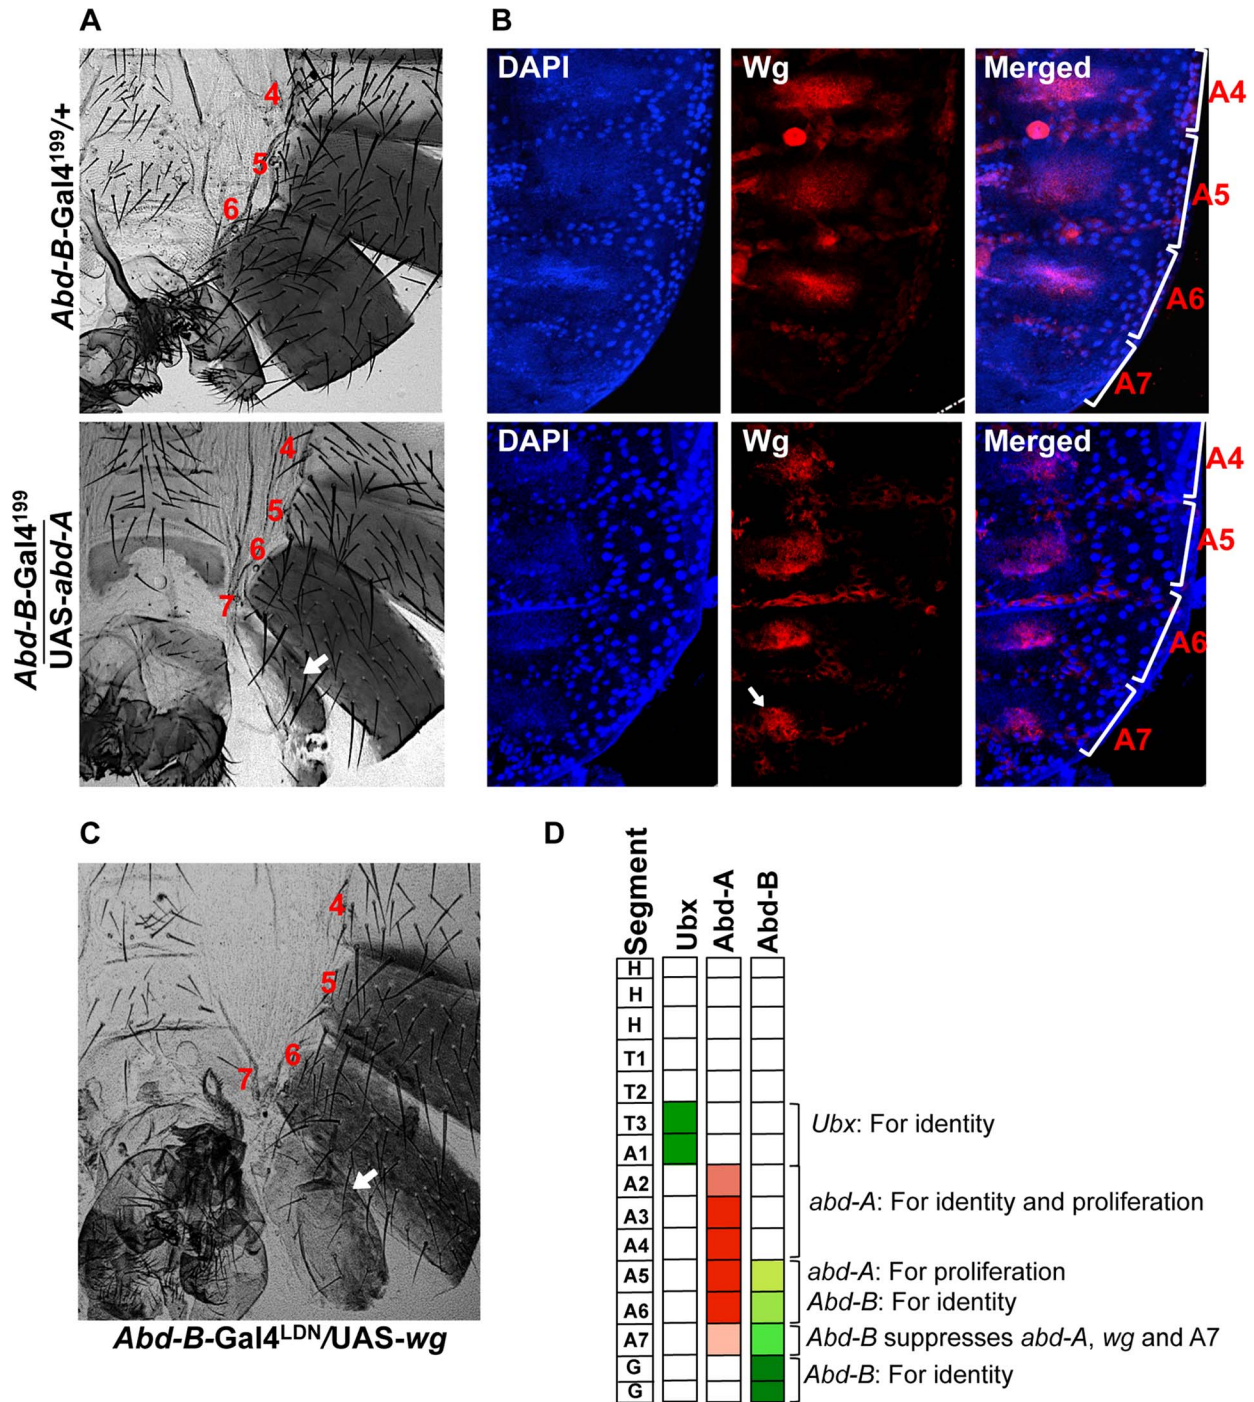 A
Abd-B-Gal4¹⁹⁹/+
4
5
6
Abd-B-Gal4¹⁹⁹
UAS-abd-A
4
5
6
7
B
DAPI
Wg
Merged
A4
A5
A6
A7
DAPI
Wg
Merged
A4
A5
A6
A7
C
4
5
6
7
Abd-B-Gal4ᴸᴰᴺ/UAS-wg
D
Segment
Ubx
Abd-A
Abd-B
H
H
H
T1
T2
T3
A1
A2
A3
A4
A5
A6
A7
G
G
Ubx: For identity
abd-A: For identity and proliferation
abd-A: For proliferation
Abd-B: For identity
Abd-B suppresses abd-A, wg and A7
Abd-B: For identity